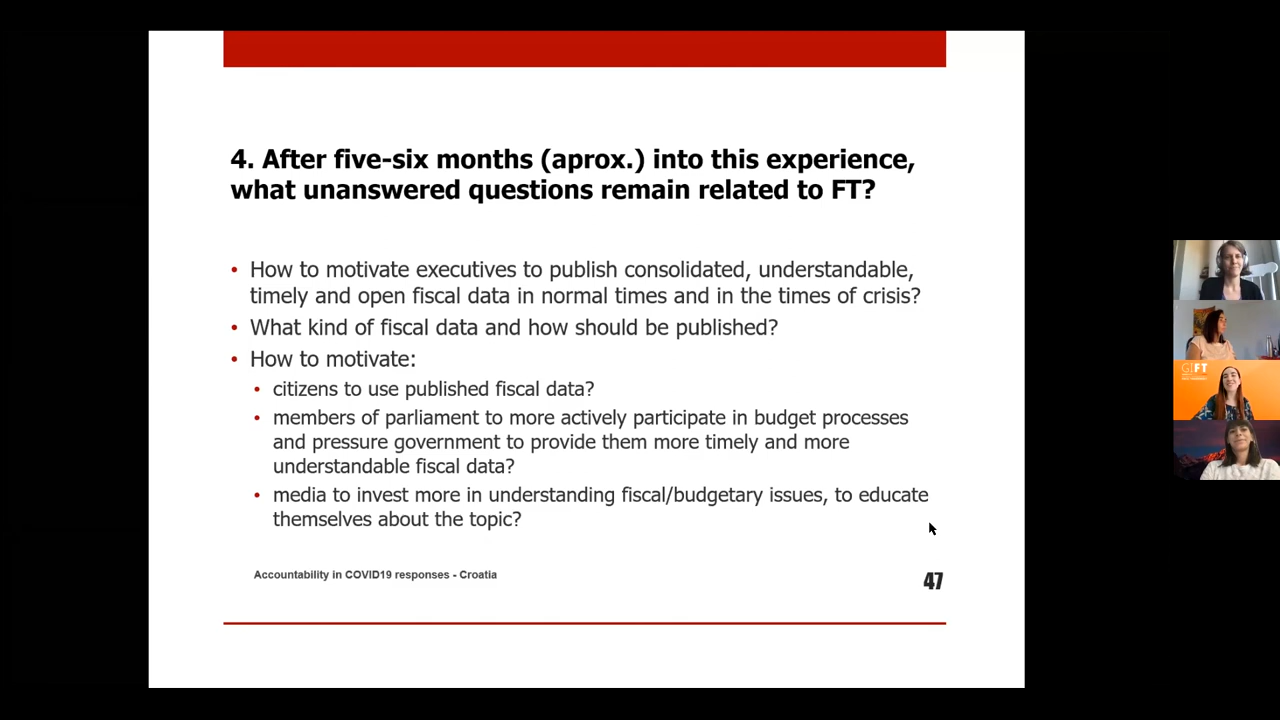 4. After five-six months (aprox.) into this experience,
what unanswered questions remain related to FT?
• How to motivate executives to publish consolidated, understandable,
timely and open fiscal data in normal times and in the times of crisis?
• What kind of fiscal data and how should be published?
• How to motivate:
• citizens to use published fiscal data?
• members of parliament to more actively participate in budget processes
and pressure government to provide them more timely and more
understandable fiscal data?
• media to invest more in understanding fiscal/budgetary issues, to educate
themselves about the topic?
Accountability in COVID19 responses - Croatia
47
GIFT